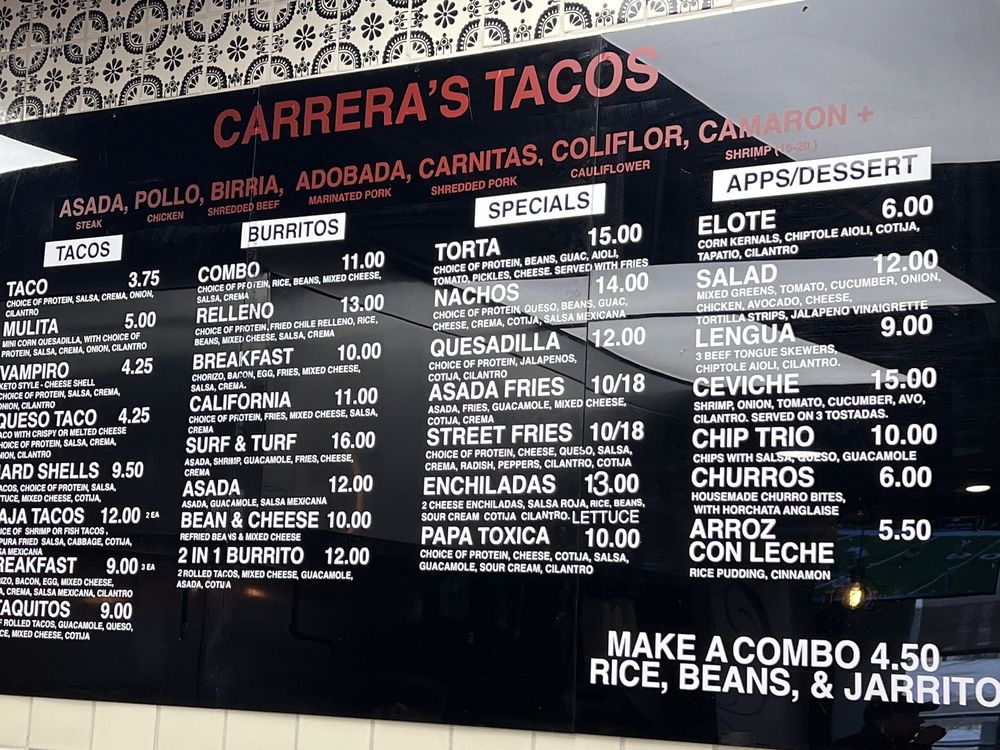 CARRERA'S TACOS
ASADA, POLLO, BIRRIA, ADOBADA, CARNITAS, COLIFLOR, CAMARON +
STEAK CHICKEN SHREDDED BEEF MARINATED PORK SHREDDED PORK CAULIFLOWER SHRIMP (16-20)
TACOS
TACO 3.75
CHOICE OF PROTEIN, SALSA, CREMA, ONION,
CILANTRO
MULITA 5.00
MINI CORN QUESADILLA, WITH CHOICE OF
PROTEIN, SALSA, CREMA, ONION, CILANTRO
VAMPIRO 4.25
KETO STYLE - CHEESE SHELL
CHOICE OF PROTEIN, SALSA, CREMA,
ONION, CILANTRO
QUESO TACO 4.25
TACO WITH CRISPY OR MELTED CHEESE
CHOICE OF PROTEIN, SALSA, CREMA,
ONION, CILANTRO
HARD SHELLS 9.50
TACOS, CHOICE OF PROTEIN, SALSA,
LETTUCE, MIXED CHEESE, COTIJA,
BAJA TACOS 12.00 2 EA
CHOICE OF SHRIMP OR FISH TACOS,
TEMPURA FRIED SALSA, CABBAGE, COTIJA,
SALSA MEXICANA
BREAKFAST 9.00 3 EA
CHORIZO, BACON, EGG, MIXED CHEESE,
CREMA, SALSA MEXICANA, CILANTRO
TAQUITOS 9.00
OF ROLLED TACOS, GUACAMOLE, QUESO,
LETTUCE, MIXED CHEESE, COTIJA
BURRITOS
COMBO 11.00
CHOICE OF PROTEIN, RICE, BEANS, MIXED CHEESE,
SALSA, CREMA
RELLENO 13.00
CHOICE OF PROTEIN, FRIED CHILE RELLENO, RICE,
BEANS, MIXED CHEESE, SALSA, CREMA
BREAKFAST 10.00
CHORIZO, BACON, EGG, FRIES, MIXED CHEESE,
SALSA, CREMA.
CALIFORNIA 11.00
CHOICE OF PROTEIN, FRIES, MIXED CHEESE, SALSA,
CREMA
SURF & TURF 16.00
ASADA, SHRIMP, GUACAMOLE, FRIES, CHEESE,
CREMA
ASADA 12.00
ASADA, GUACAMOLE, SALSA MEXICANA
BEAN & CHEESE 10.00
REFRIED BEANS & MIXED CHEESE
2 IN 1 BURRITO 12.00
2 ROLLED TACOS, MIXED CHEESE, GUACAMOLE,
ASADA, COTIJA
SPECIALS
TORTA 15.00
CHOICE OF PROTEIN, BEANS, GUAC, AIOLI,
TOMATO, PICKLES, CHEESE. SERVED WITH FRIES
NACHOS 14.00
CHOICE OF PROTEIN, QUESO, BEANS, GUAC,
CHEESE, CREMA, COTIJA, SALSA MEXICANA
QUESADILLA 12.00
CHOICE OF PROTEIN, JALAPENOS,
COTIJA, CILANTRO
ASADA FRIES 10/18
ASADA, FRIES, GUACAMOLE, MIXED CHEESE,
COTIJA, CREMA
STREET FRIES 10/18
CHOICE OF PROTEIN, CHEESE, QUESO, SALSA,
CREMA, RADISH, PEPPERS, CILANTRO, COTIJA
ENCHILADAS 13.00
2 CHEESE ENCHILADAS, SALSA ROJA, RICE, BEANS,
SOUR CREAM COTIJA CILANTRO. LETTUCE
PAPA TOXICA 10.00
CHOICE OF PROTEIN, CHEESE, COTIJA, SALSA,
GUACAMOLE, SOUR CREAM, CILANTRO
APPS/DESSERT
ELOTE 6.00
CORN KERNALS, CHIPTOLE AIOLI, COTIJA,
TAPATIO, CILANTRO
SALAD 12.00
MIXED GREENS, TOMATO, CUCUMBER, ONION,
CHICKEN, AVOCADO, CHEESE,
TORTILLA STRIPS, JALAPENO VINAIGRETTE
LENGUA 9.00
3 BEEF TONGUE SKEWERS,
CHIPTOLE AIOLI, CILANTRO.
CEVICHE 15.00
SHRIMP, ONION, TOMATO, CUCUMBER, AVO,
CILANTRO. SERVED ON 3 TOSTADAS.
CHIP TRIO 10.00
CHIPS WITH SALSA, QUESO, GUACAMOLE
CHURROS 6.00
HOUSEMADE CHURRO BITES,
WITH HORCHATA ANGLAISE
ARROZ 5.50
CON LECHE
RICE PUDDING, CINNAMON
MAKE A COMBO 4.50
RICE, BEANS, & JARRITO